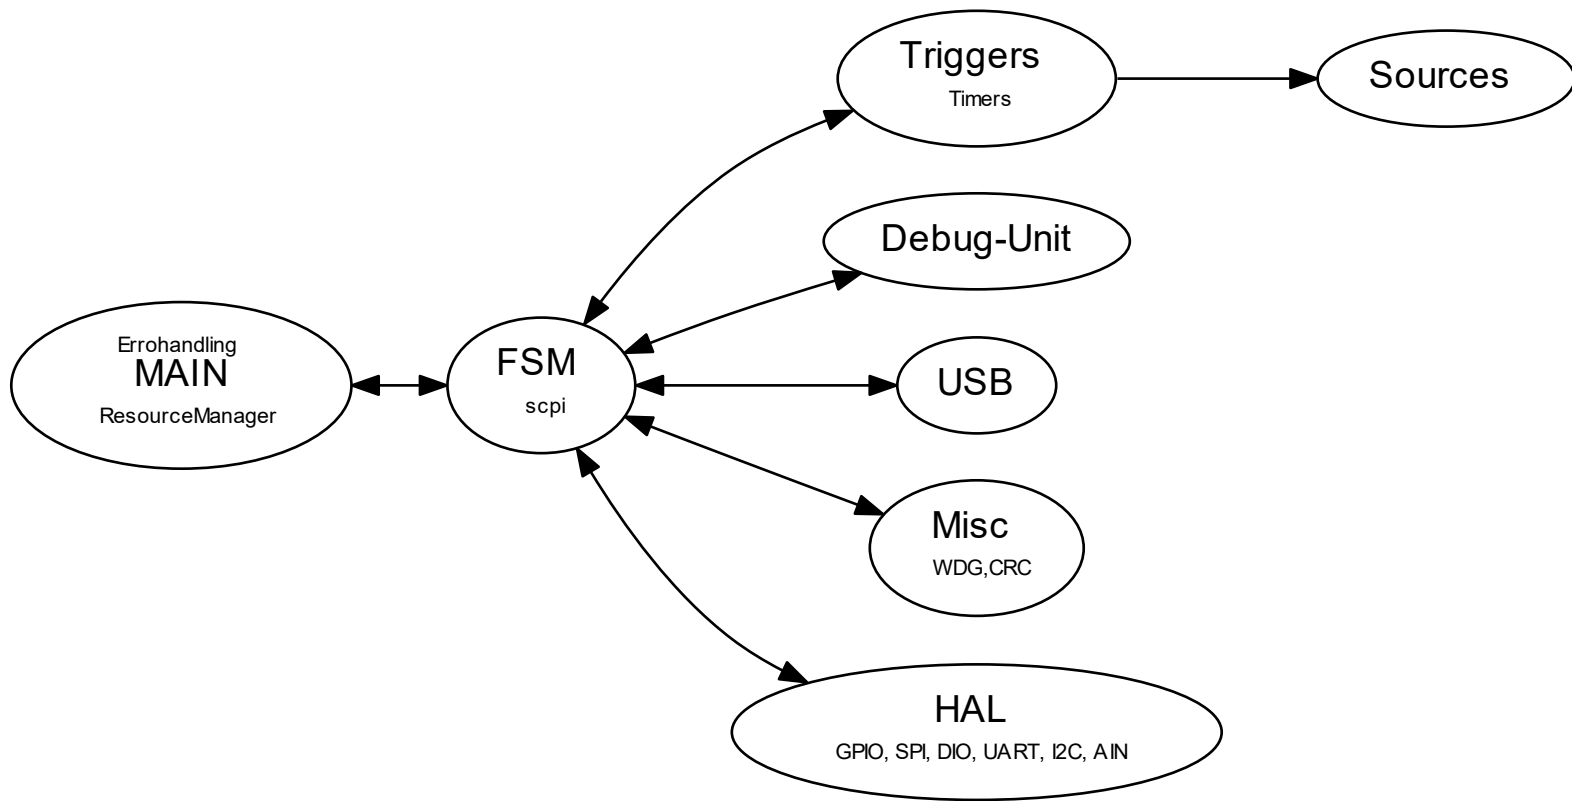 Triggers
Timers
Sources
Debug-Unit
Errohandling
MAIN
ResourceManager
FSM
scpi
USB
Misc
WDG,CRC
HAL
GPIO, SPI, DIO, UART, I2C, AIN